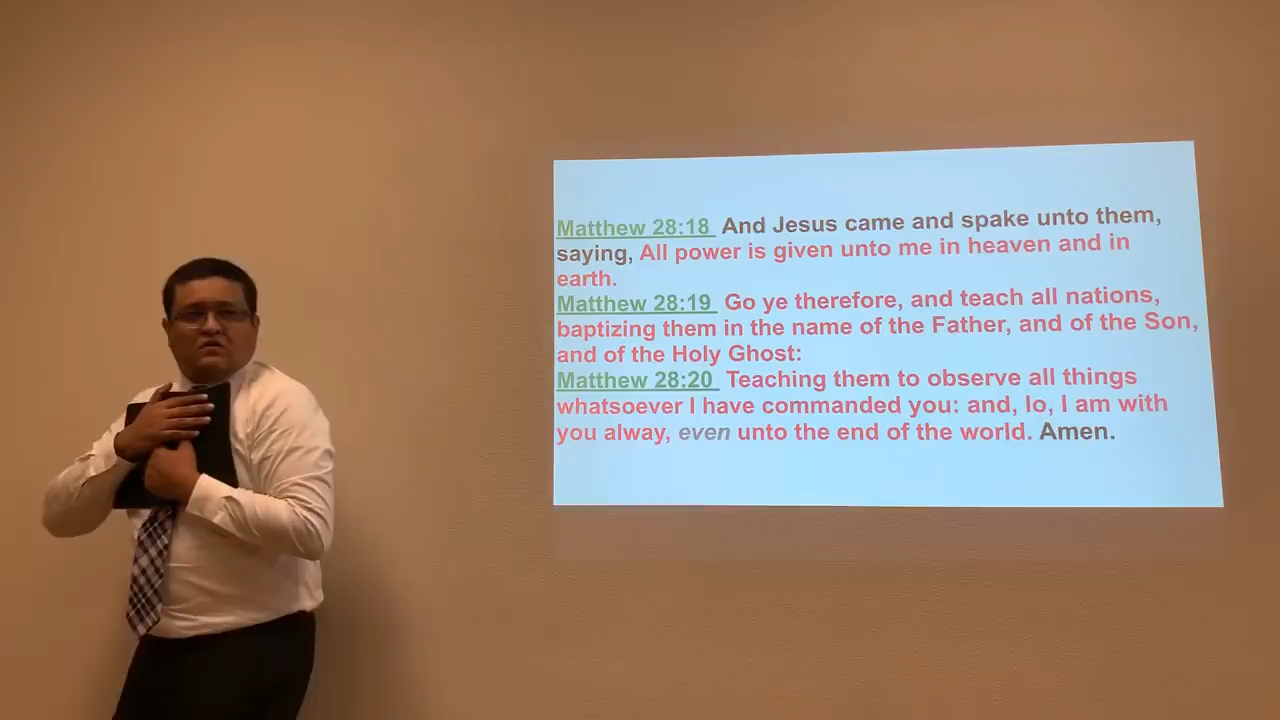 Matthew 28:18 And Jesus came and spake unto them,
saying, All power is given unto me in heaven and in
earth.
Matthew 28:19 Go ye therefore, and teach all nations,
baptizing them in the name of the Father, and of the Son,
and of the Holy Ghost:
Matthew 28:20 Teaching them to observe all things
whatsoever I have commanded you: and, lo, I am with
you alway, even unto the end of the world. Amen.